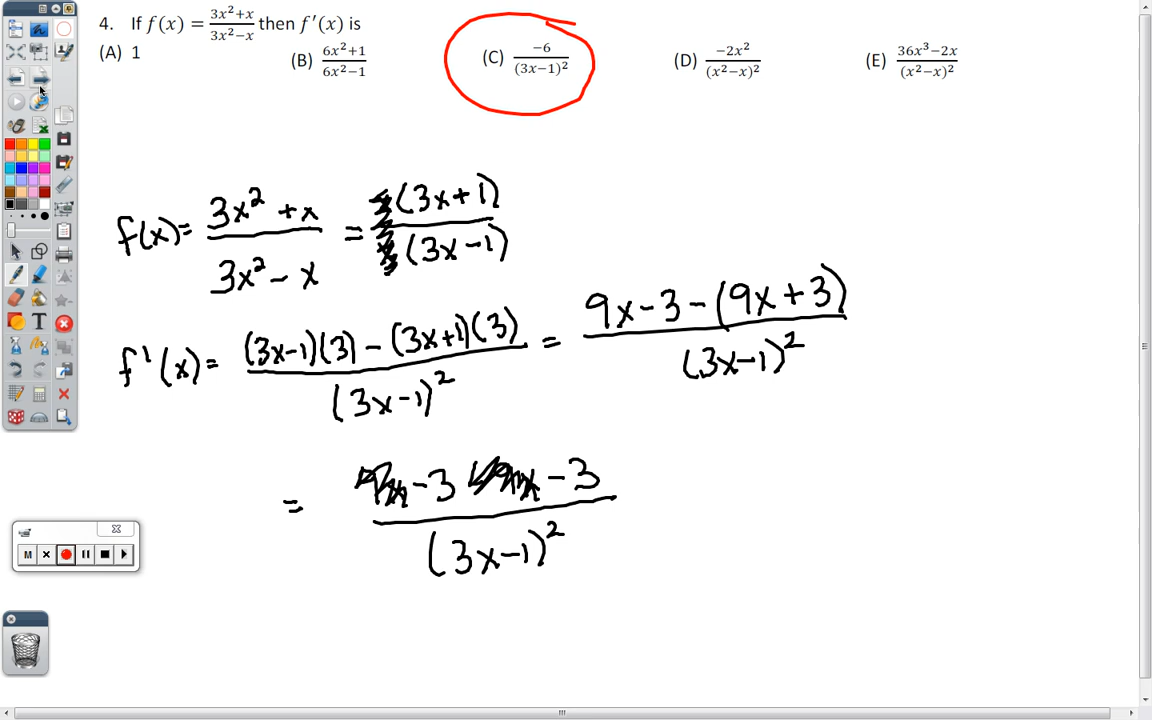 4. If f(x) = (3x²+x)/(3x²−x) then f′(x) is
(A) 1 (B) (6x²+1)/(6x²−1) (C) −6/(3x−1)² (D) −2x²/(x²−x)² (E) (36x³−2x)/(x²−x)²
f(x) = (3x² + x)/(3x² − x) = x(3x+1)/x(3x−1)
f'(x) = ((3x−1)(3) − (3x+1)(3))/(3x−1)² = (9x−3−(9x+3))/(3x−1)²
= (9x−3−9x−3)/(3x−1)²
M
T